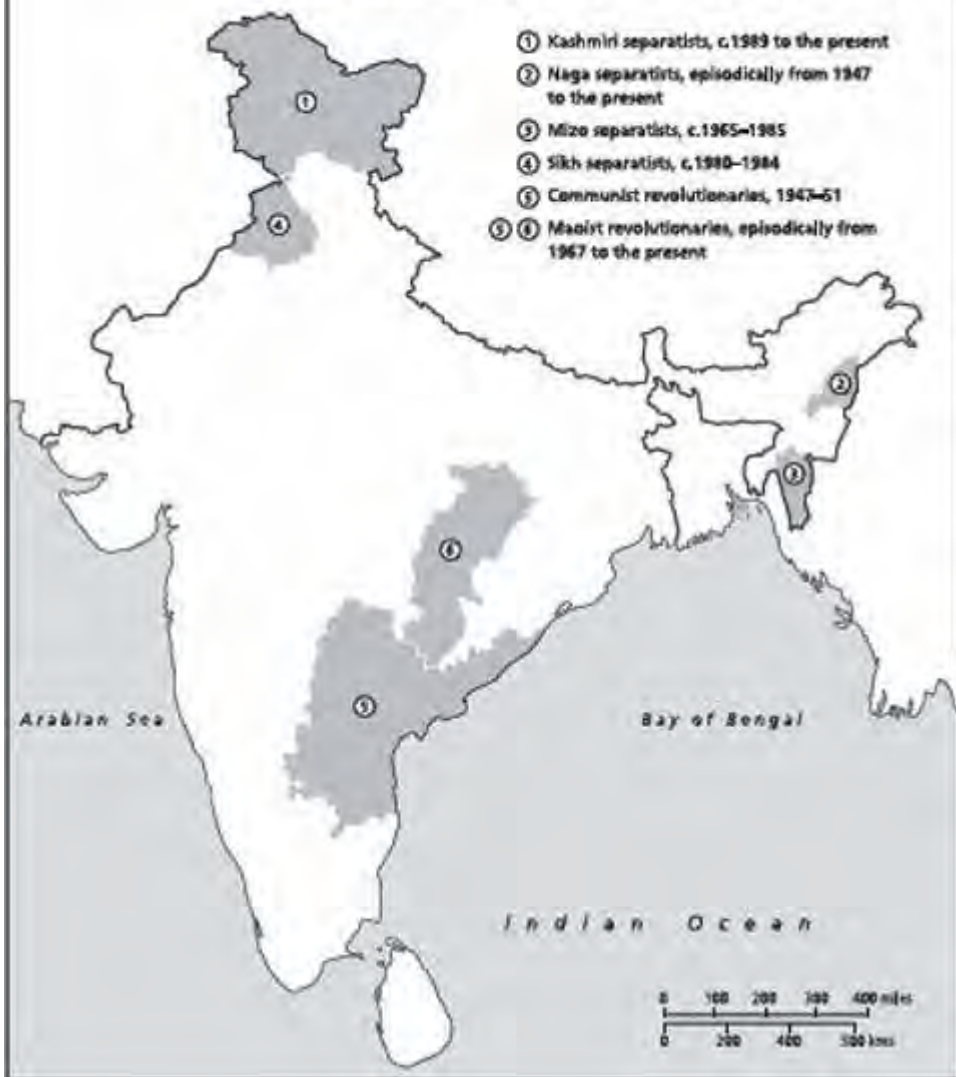 ① Kashmiri separatists, c.1989 to the present
② Naga separatists, episodically from 1947
to the present
③ Mizo separatists, c.1965–1985
④ Sikh separatists, c.1980–1984
⑤ Communist revolutionaries, 1947–51
⑤ ⑥ Maoist revolutionaries, episodically from
1967 to the present
①
④
②
③
⑥
⑤
Arabian Sea
Bay of Bengal
Indian Ocean
0 100 200 300 400 miles
0 200 400 500 kms